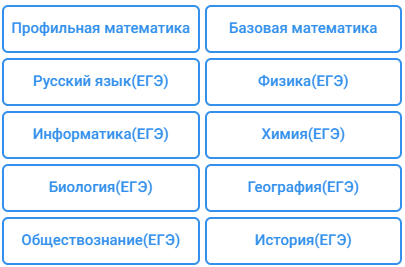 Профильная математика
Базовая математика
Русский язык(ЕГЭ)
Физика(ЕГЭ)
Информатика(ЕГЭ)
Химия(ЕГЭ)
Биология(ЕГЭ)
География(ЕГЭ)
Обществознание(ЕГЭ)
История(ЕГЭ)